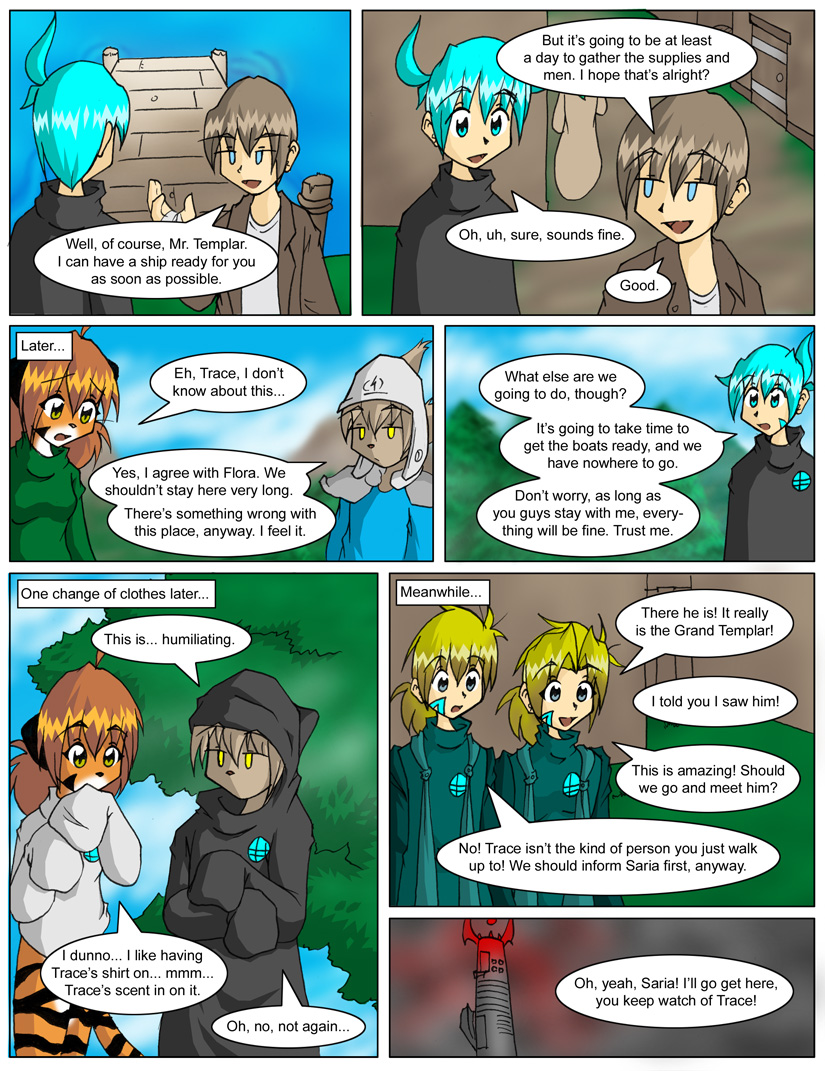 Well, of course, Mr. Templar.
I can have a ship ready for you
as soon as possible.
But it's going to be at least
a day to gather the supplies and
men. I hope that's alright?
Oh, uh, sure, sounds fine.
Good.
Later...
Eh, Trace, I don't
know about this...
Yes, I agree with Flora. We
shouldn't stay here very long.
There's something wrong with
this place, anyway. I feel it.
What else are we
going to do, though?
It's going to take time to
get the boats ready, and we
have nowhere to go.
Don't worry, as long as
you guys stay with me, every-
thing will be fine. Trust me.
One change of clothes later...
This is... humiliating.
I dunno... I like having
Trace's shirt on... mmm...
Trace's scent in on it.
Oh, no, not again...
Meanwhile...
There he is! It really
is the Grand Templar!
I told you I saw him!
This is amazing! Should
we go and meet him?
No! Trace isn't the kind of person you just walk
up to! We should inform Saria first, anyway.
Oh, yeah, Saria! I'll go get here,
you keep watch of Trace!